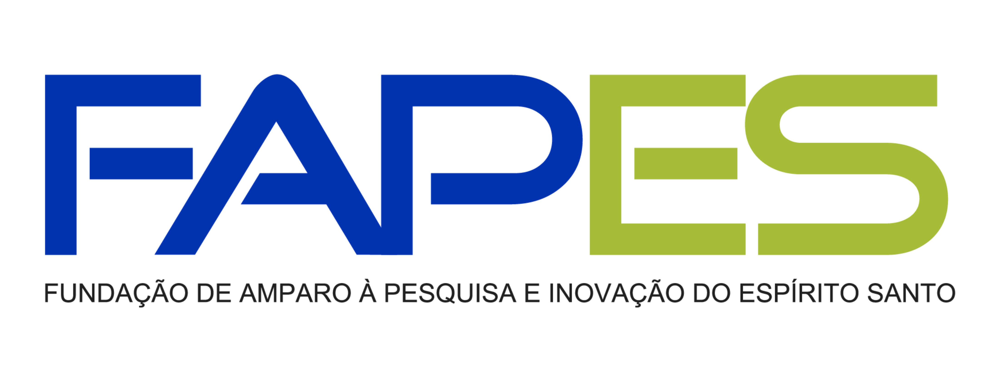 FAPES
FUNDAÇÃO DE AMPARO À PESQUISA E INOVAÇÃO DO ESPÍRITO SANTO